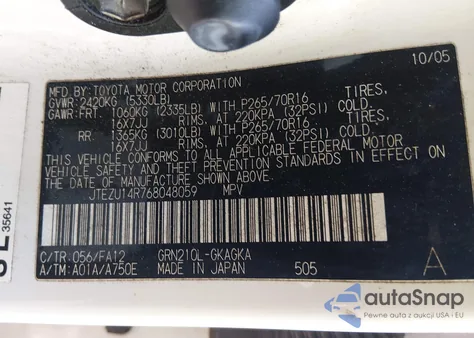 10/05
MFD.BY:TOYOTA MOTOR CORPORATION
GVWR:2420KG (5330LB)
GAWR:FRT 1060KG (2335LB) WITH P265/70R16 TIRES,
16X7JJ RIMS, AT 220KPA (32PSI) COLD.
RR 1365KG (3010LB) WITH P265/70R16 TIRES,
16X7JJ RIMS, AT 220KPA (32PSI) COLD.
THIS VEHICLE CONFORMS TO ALL APPLICABLE FEDERAL MOTOR
VEHICLE SAFETY AND BUMPER STANDARDS IN EFFECT ON
THE DATE OF MANUFACTURE SHOWN ABOVE.
JTEZU14R768048059 MPV
C/TR:056/FA12 GRN210L-GKAGKA
A/TM:A01A/A750E MADE IN JAPAN 505 A
35641
autaSnap
Pewne auta z aukcji USA - EU